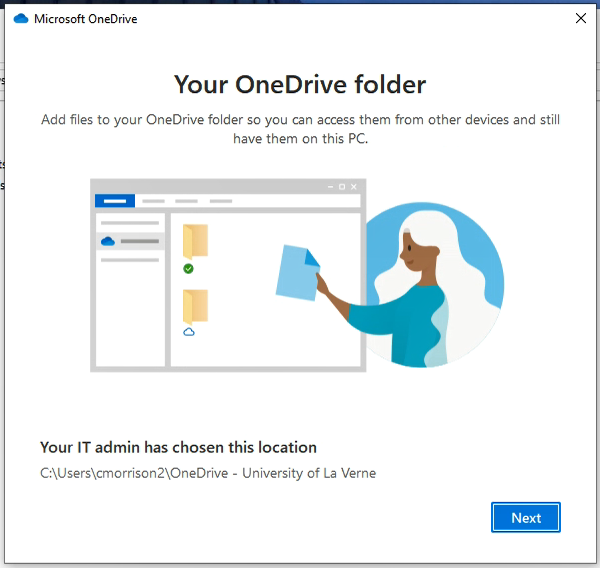 Microsoft OneDrive
Your OneDrive folder
Add files to your OneDrive folder so you can access them from other devices and still
have them on this PC.
Your IT admin has chosen this location
C:\Users\cmorrison2\OneDrive - University of La Verne
Next